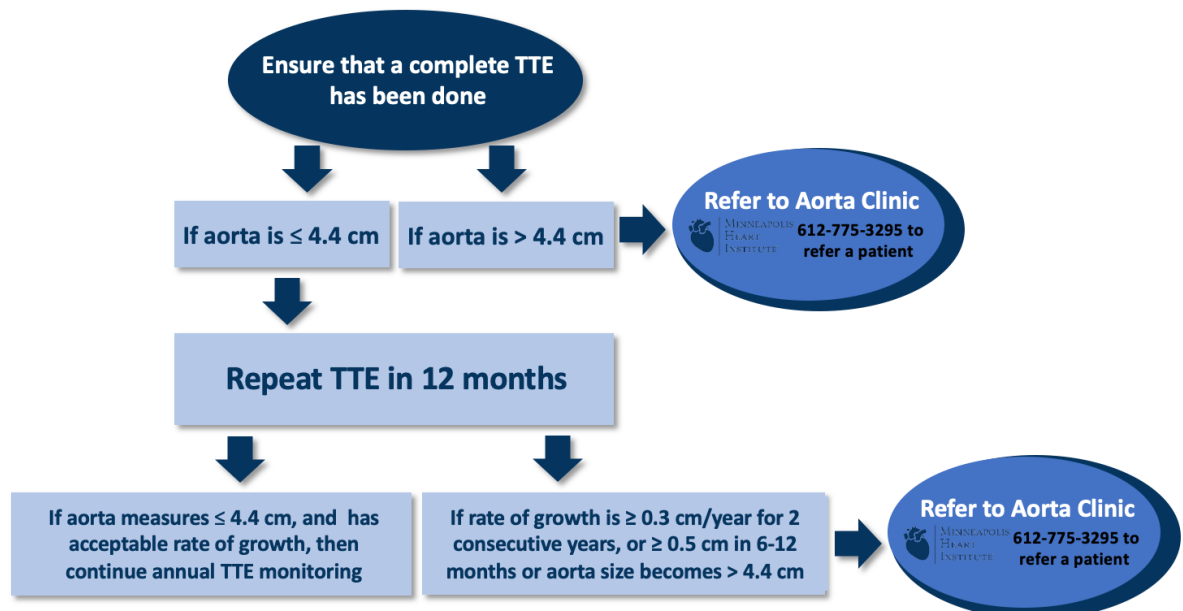 Ensure that a complete TTE
has been done
If aorta is ≤ 4.4 cm
If aorta is > 4.4 cm
Refer to Aorta Clinic
MINNEAPOLIS
HEART
INSTITUTE
612-775-3295 to
refer a patient
Repeat TTE in 12 months
If aorta measures ≤ 4.4 cm, and has
acceptable rate of growth, then
continue annual TTE monitoring
If rate of growth is ≥ 0.3 cm/year for 2
consecutive years, or ≥ 0.5 cm in 6-12
months or aorta size becomes > 4.4 cm
Refer to Aorta Clinic
MINNEAPOLIS
HEART
INSTITUTE
612-775-3295 to
refer a patient